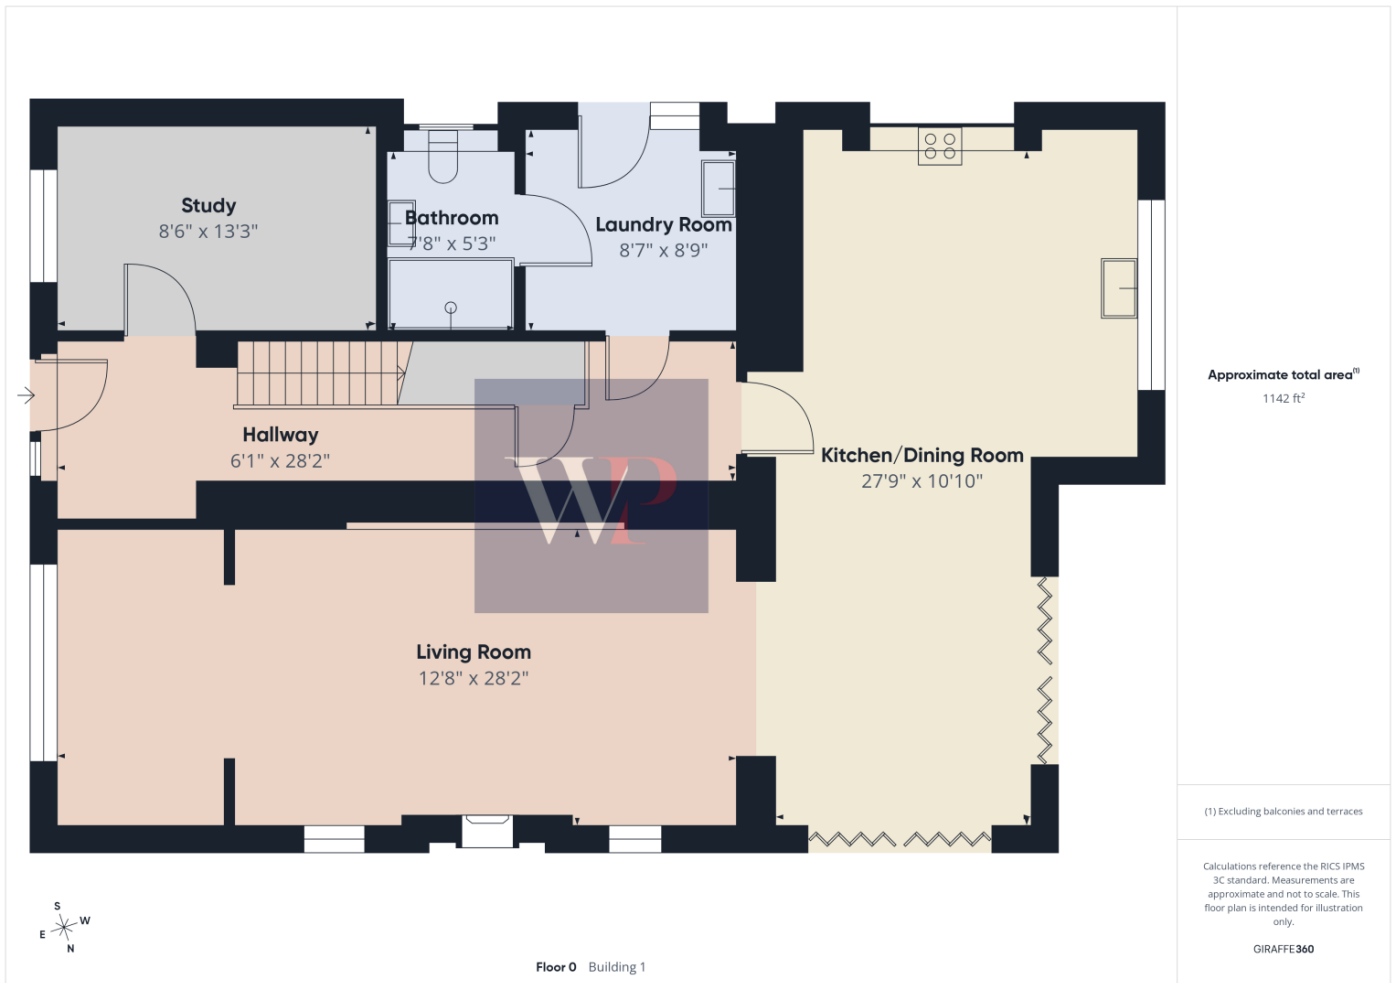 Study
8'6" x 13'3"
Bathroom
7'8" x 5'3"
Laundry Room
8'7" x 8'9"
Hallway
6'1" x 28'2"
Kitchen/Dining Room
27'9" x 10'10"
WP
Living Room
12'8" x 28'2"
Approximate total area(1)
1142 ft²
(1) Excluding balconies and terraces
Calculations reference the RICS IPMS
3C standard. Measurements are
approximate and not to scale. This
floor plan is intended for illustration
only.
GIRAFFE360
S
W
E
N
Floor 0 Building 1